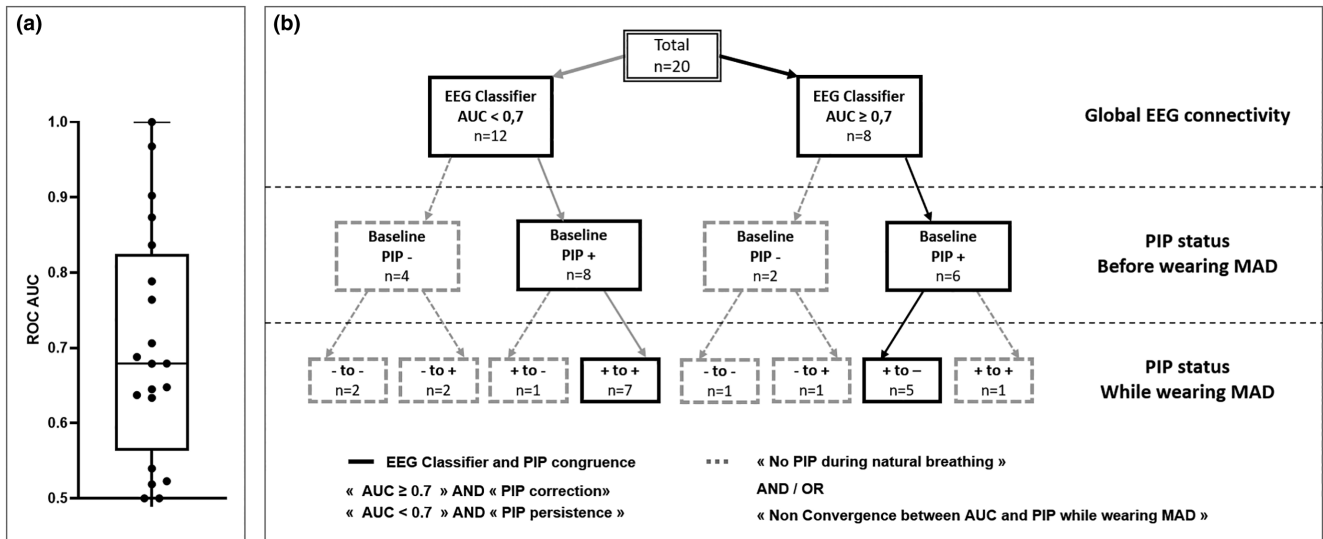 (a)
1.0
0.9
0.8
0.7
0.6
0.5
ROC AUC
(b)
Total
n=20
EEG Classifier
AUC < 0,7
n=12
EEG Classifier
AUC ≥ 0,7
n=8
Global EEG connectivity
Baseline
PIP -
n=4
Baseline
PIP +
n=8
Baseline
PIP -
n=2
Baseline
PIP +
n=6
PIP status
Before wearing MAD
- to -
n=2
- to +
n=2
+ to -
n=1
+ to +
n=7
- to -
n=1
- to +
n=1
+ to –
n=5
+ to +
n=1
PIP status
While wearing MAD
EEG Classifier and PIP congruence
« AUC ≥ 0.7 » AND « PIP correction»
« AUC < 0.7 » AND « PIP persistence »
« No PIP during natural breathing »
AND / OR
« Non Convergence between AUC and PIP while wearing MAD »